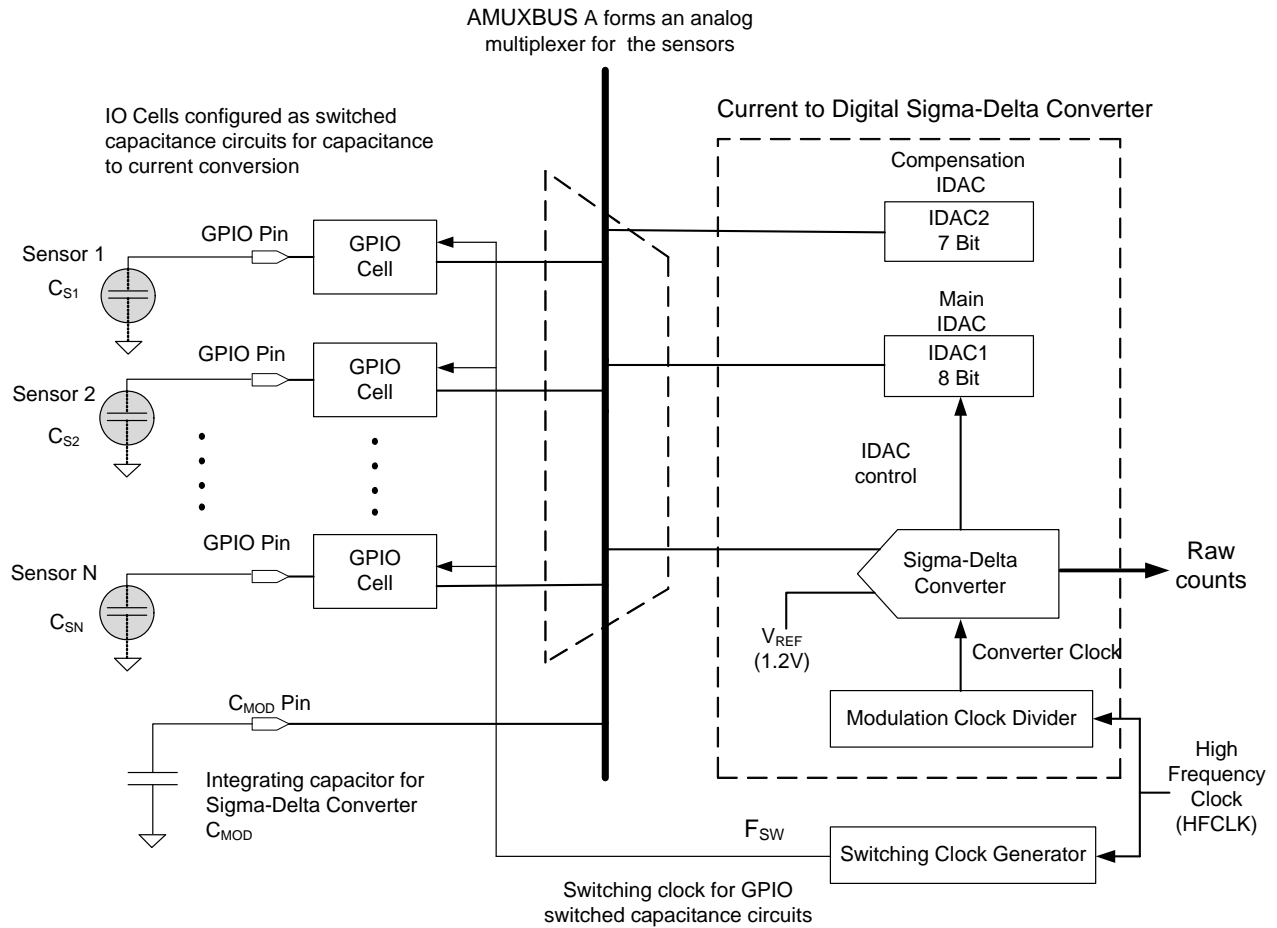 AMUXBUS A forms an analog
multiplexer for the sensors
IO Cells configured as switched
capacitance circuits for capacitance
to current conversion
Current to Digital Sigma-Delta Converter
Compensation
IDAC
IDAC2
7 Bit
GPIO Pin
GPIO
Cell
Sensor 1
CS1
Main
IDAC
IDAC1
8 Bit
GPIO Pin
GPIO
Cell
Sensor 2
CS2
IDAC
control
GPIO Pin
GPIO
Cell
Sensor N
CSN
Sigma-Delta
Converter
Raw
counts
VREF
(1.2V)
Converter Clock
CMOD Pin
Modulation Clock Divider
Integrating capacitor for
Sigma-Delta Converter
CMOD
High
Frequency
Clock
(HFCLK)
FSW
Switching Clock Generator
Switching clock for GPIO
switched capacitance circuits